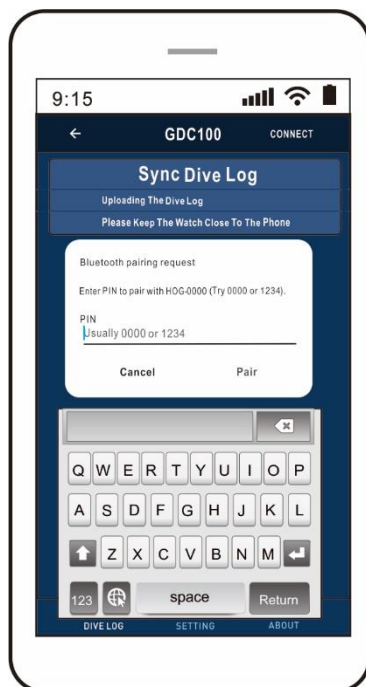 9:15
GDC100 CONNECT
Sync Dive Log
Uploading The Dive Log
Please Keep The Watch Close To The Phone
Bluetooth pairing request
Enter PIN to pair with HOG-0000 (Try 0000 or 1234).
PIN
Usually 0000 or 1234
Cancel Pair
Q W E R T Y U I O P
A S D F G H J K L
Z X C V B N M
123 space Return
DIVE LOG SETTING ABOUT